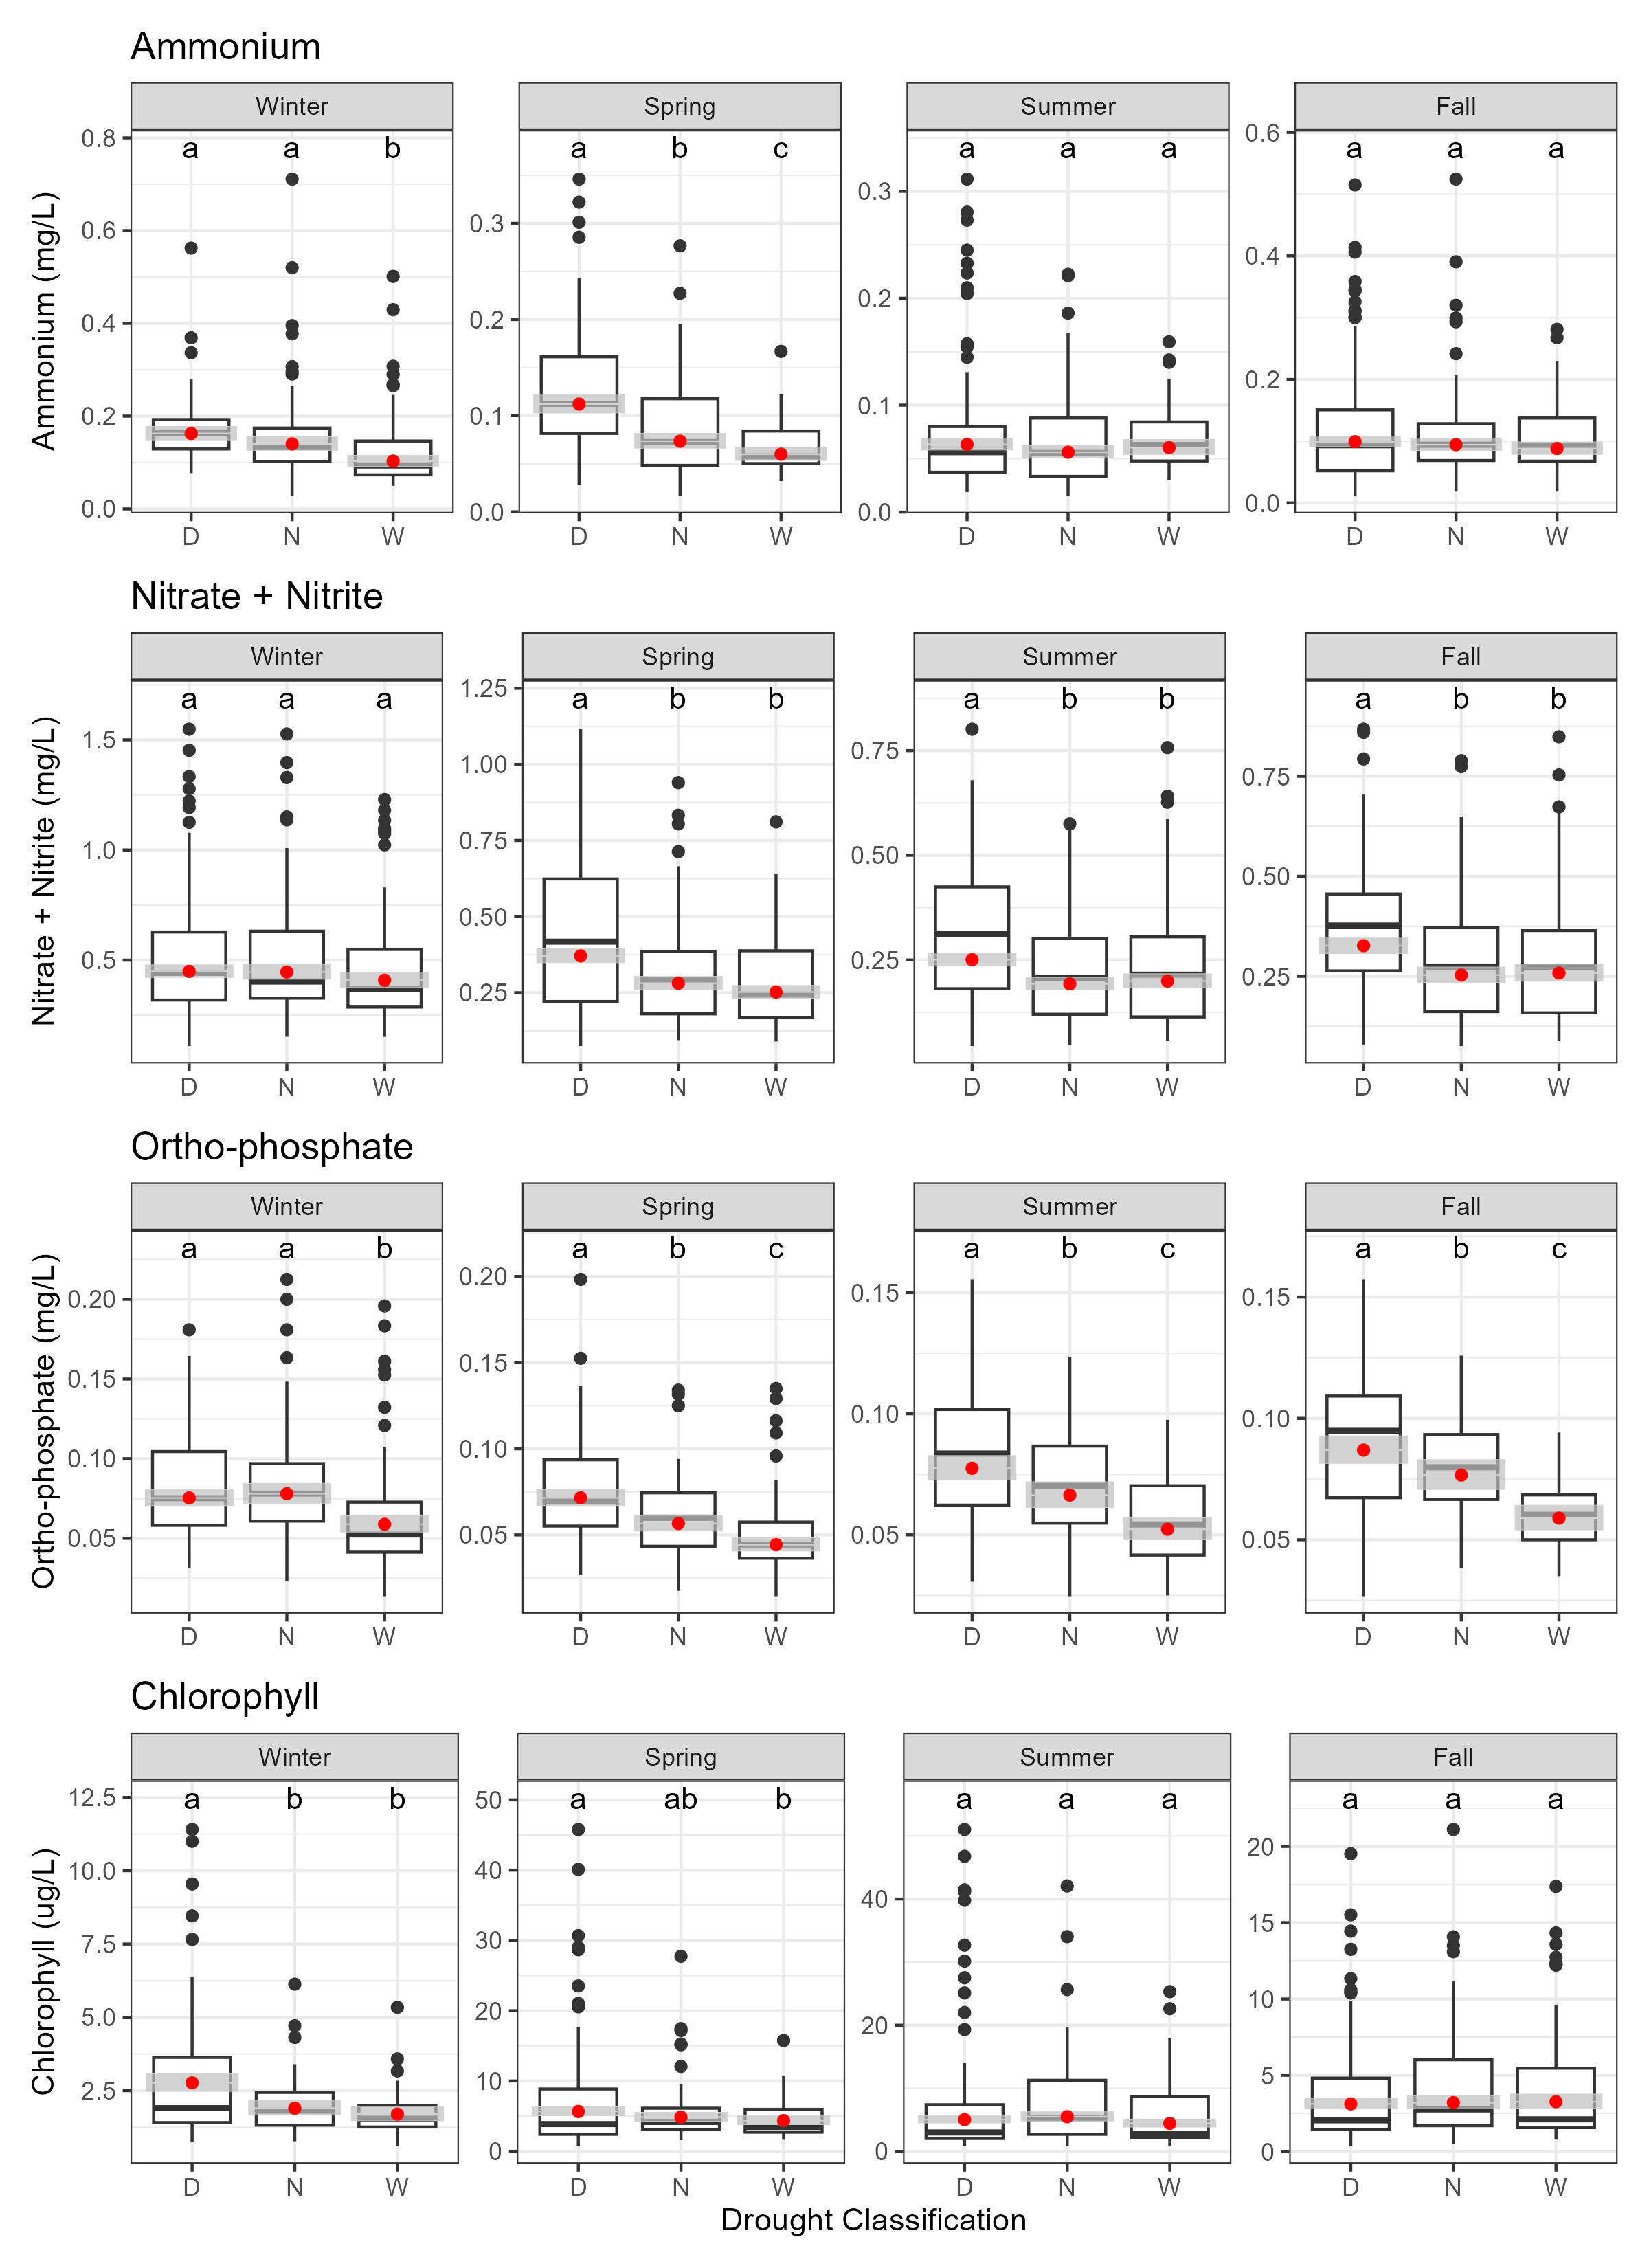 Ammonium
Winter Spring Summer Fall
a a b a b c a a a a a a
Ammonium (mg/L)
0.8 0.6 0.4 0.2 0.0
0.3 0.2 0.1 0.0
0.3 0.2 0.1 0.0
0.6 0.4 0.2 0.0
D N W D N W D N W D N W
Nitrate + Nitrite
Winter Spring Summer Fall
a a a a b b a b b a b b
Nitrate + Nitrite (mg/L)
1.5 1.0 0.5
1.25 1.00 0.75 0.50 0.25
0.75 0.50 0.25
0.75 0.50 0.25
D N W D N W D N W D N W
Ortho-phosphate
Winter Spring Summer Fall
a a b a b c a b c a b c
Ortho-phosphate (mg/L)
0.20 0.15 0.10 0.05
0.20 0.15 0.10 0.05
0.15 0.10 0.05
0.15 0.10 0.05
D N W D N W D N W D N W
Chlorophyll
Winter Spring Summer Fall
a b b a ab b a a a a a a
Chlorophyll (ug/L)
12.5 10.0 7.5 5.0 2.5
50 40 30 20 10 0
40 20 0
20 15 10 5 0
D N W D N W D N W D N W
Drought Classification